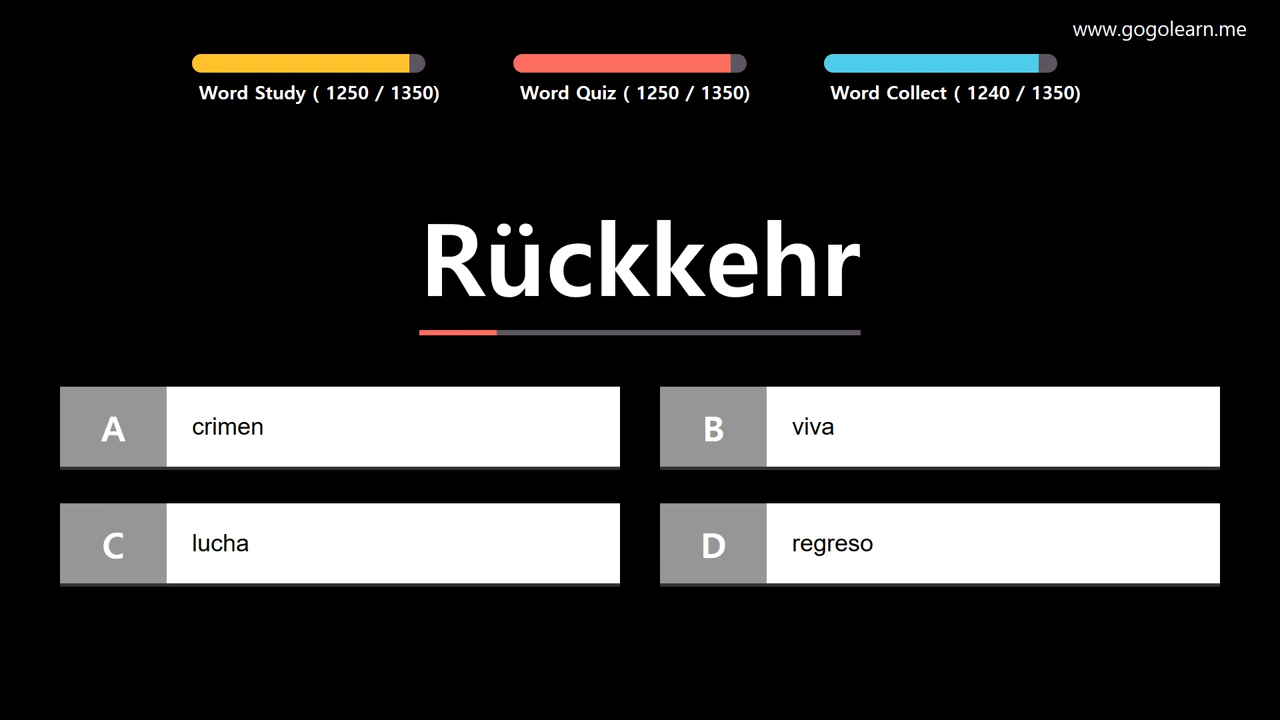 www.gogolearn.me
Word Study ( 1250 / 1350)
Word Quiz ( 1250 / 1350)
Word Collect ( 1240 / 1350)
Rückkehr
A crimen
B viva
C lucha
D regreso